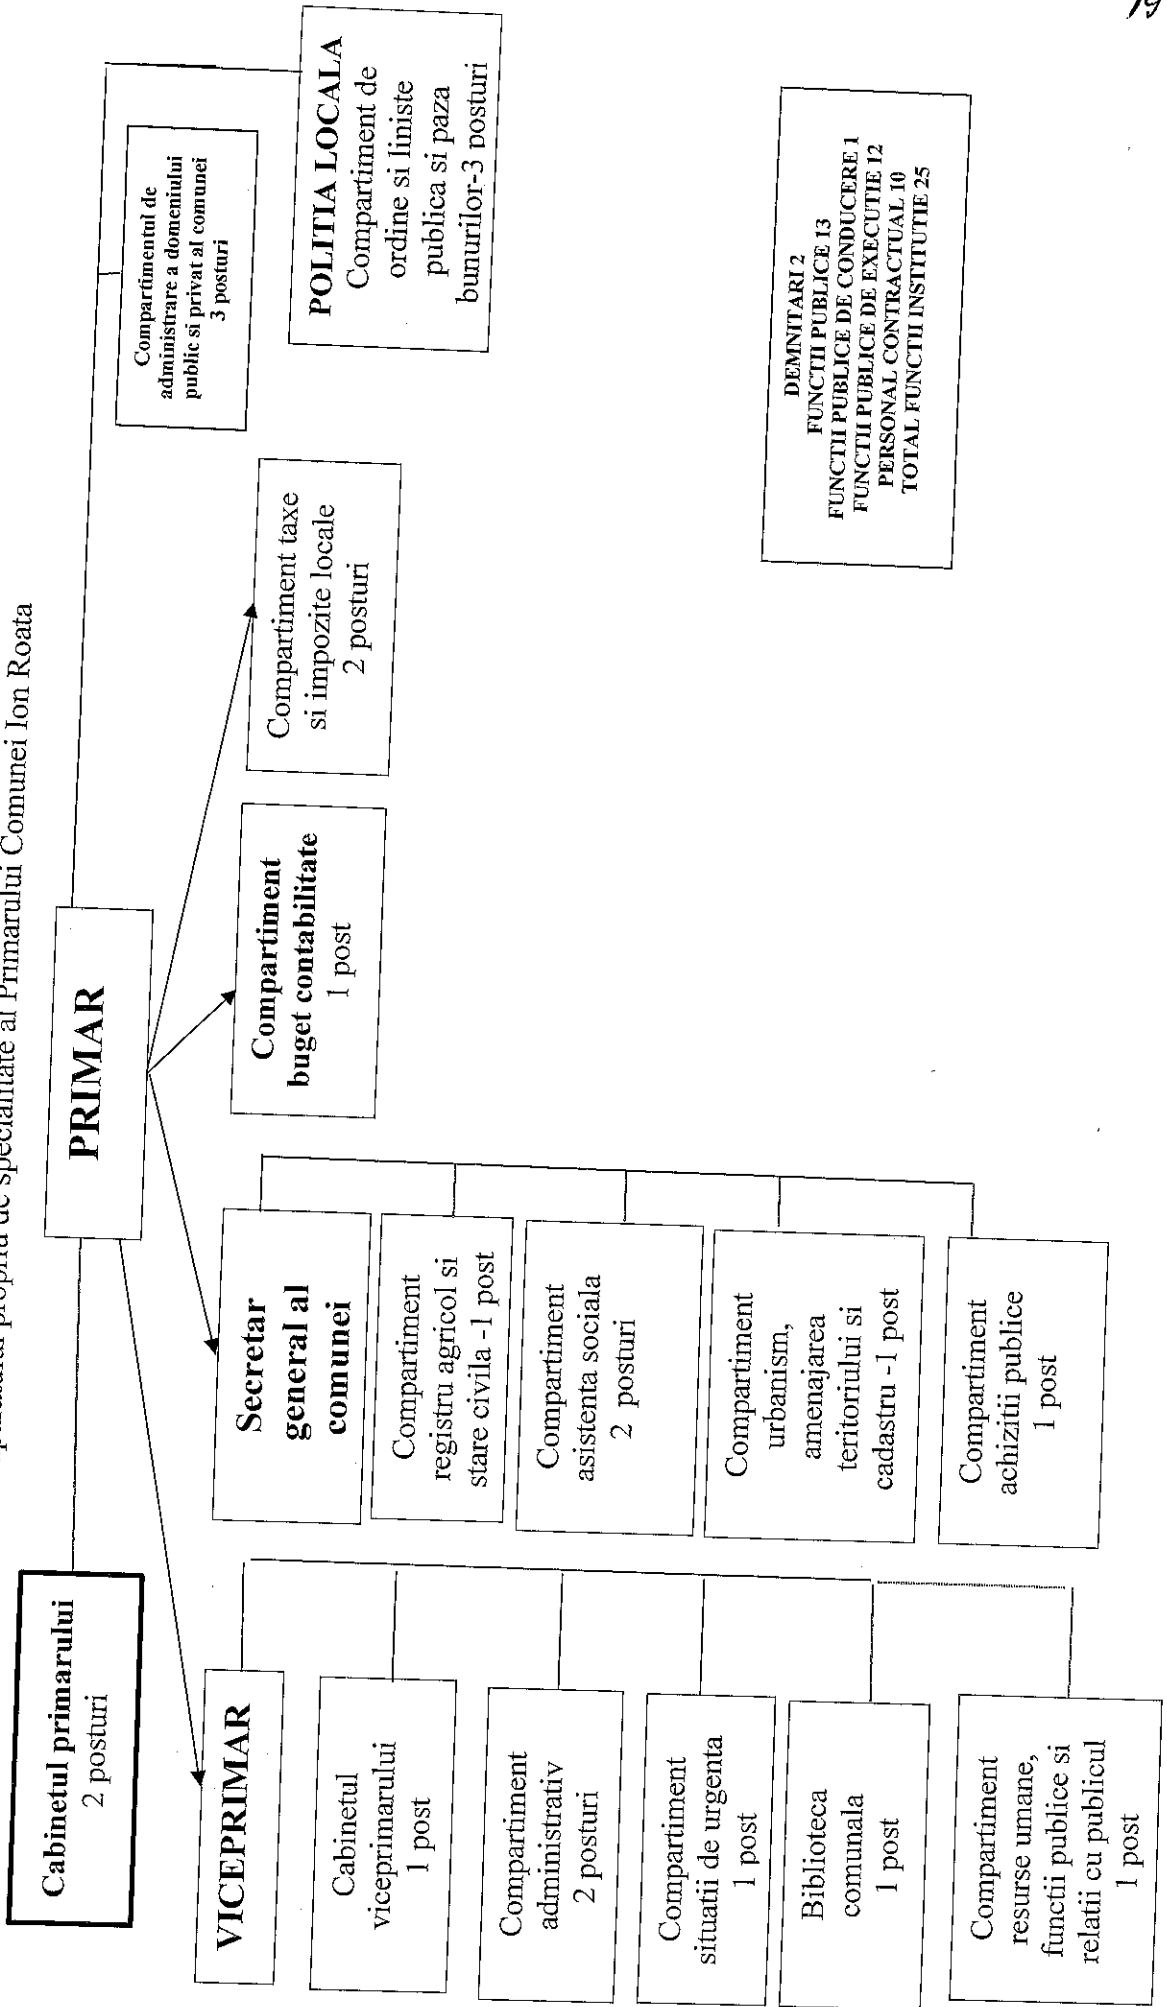 propriu de specialitate al Primarului Comunei Ion Roata
Cabinetul primarului
2 posturi
PRIMAR
Compartimentul de
administrare a domeniului
public si privat al comunei
3 posturi
POLITIA LOCALA
Compartiment de
ordine si liniste
publica si paza
bunurilor-3 posturi
VICEPRIMAR
Cabinetul
viceprimarului
1 post
Compartiment
administrativ
2 posturi
Compartiment
situatii de urgenta
1 post
Biblioteca
comunala
1 post
Compartiment
resurse umane,
functii publice si
relatii cu publicul
1 post
Secretar
general al
comunei
Compartiment
registru agricol si
stare civila -1 post
Compartiment
asistenta sociala
2 posturi
Compartiment
urbanism,
amenajarea
teritoriului si
cadastru -1 post
Compartiment
achizitii publice
1 post
Compartiment
buget contabilitate
1 post
Compartiment taxe
si impozite locale
2 posturi
DEMNITARI 2
FUNCTII PUBLICE 13
FUNCTII PUBLICE DE CONDUCERE 1
FUNCTII PUBLICE DE EXECUTIE 12
PERSONAL CONTRACTUAL 10
TOTAL FUNCTII INSTITUTIE 25